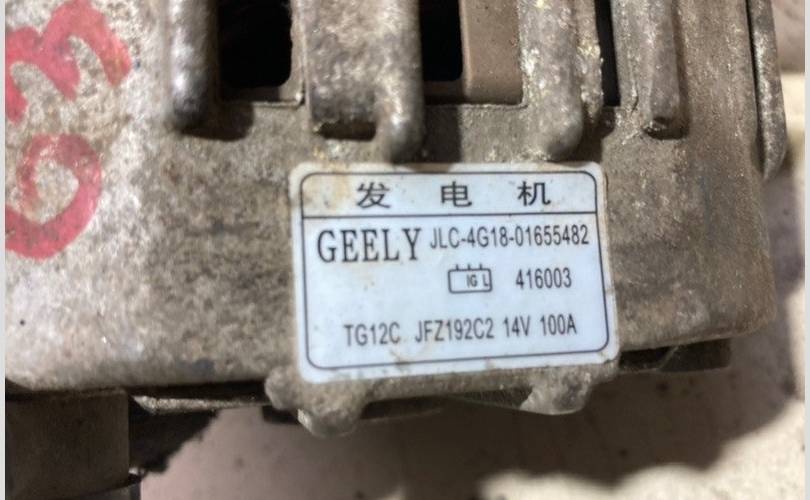 发电机
GEELY JLC-4G18-01655482
IG L 416003
TG12C JFZ192C2 14V 100A